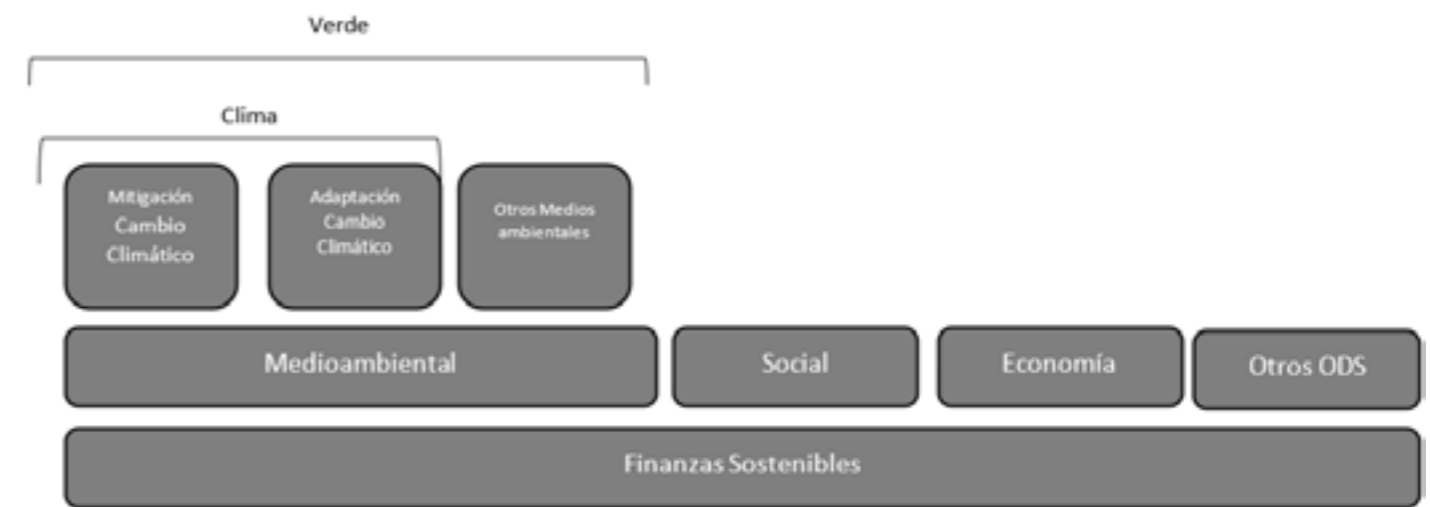 Verde
Clima
Mitigación
Cambio
Climático
Adaptación
Cambio
Climático
Otros Medios
ambientales
Medioambiental
Social
Economía
Otros ODS
Finanzas Sostenibles